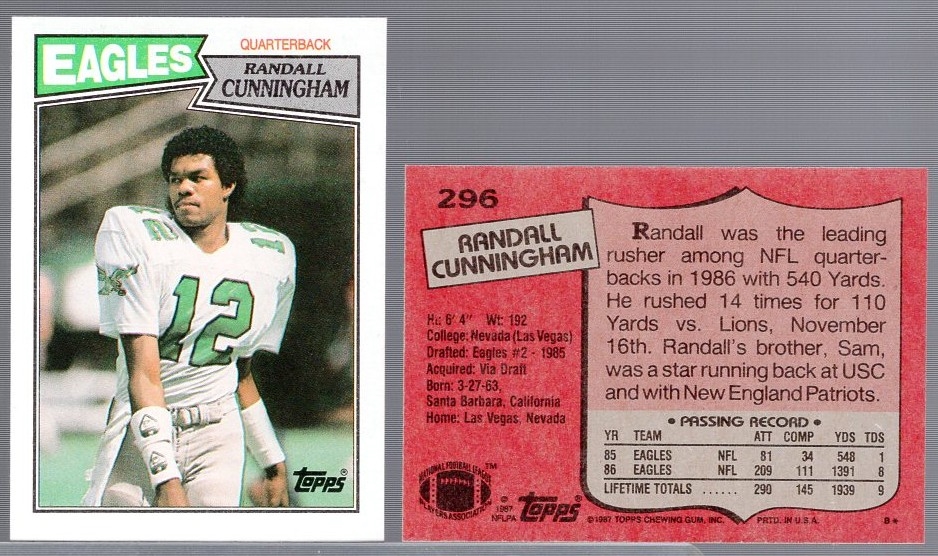 EAGLES
QUARTERBACK
RANDALL
CUNNINGHAM
12
12
topps®
296
RANDALL
CUNNINGHAM
Ht: 6' 4" Wt: 192
College: Nevada (Las Vegas)
Drafted: Eagles #2 - 1985
Acquired: Via Draft
Born: 3-27-63,
Santa Barbara, California
Home: Las Vegas, Nevada
Randall was the leading
rusher among NFL quarter-
backs in 1986 with 540 Yards.
He rushed 14 times for 110
Yards vs. Lions, November
16th. Randall's brother, Sam,
was a star running back at USC
and with New England Patriots.
• PASSING RECORD •
YR TEAM ATT COMP YDS TDS
85 EAGLES NFL 81 34 548 1
86 EAGLES NFL 209 111 1391 8
LIFETIME TOTALS ...... 290 145 1939 9
NATIONAL FOOTBALL LEAGUE
PLAYERS ASSOCIATION
TM
© 1987 NFLPA
topps®
©1987 TOPPS CHEWING GUM, INC. PRTD. IN U.S.A. B*